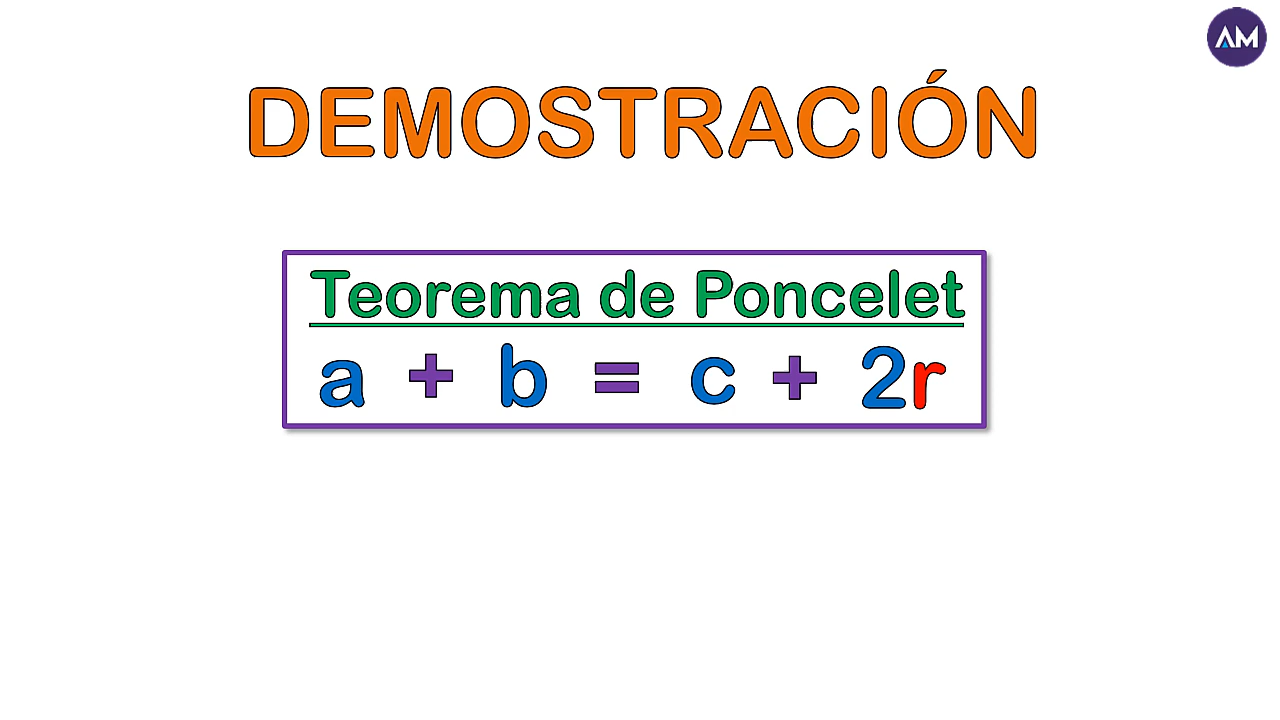 AM
DEMOSTRACIÓN
Teorema de Poncelet
a + b = c + 2r